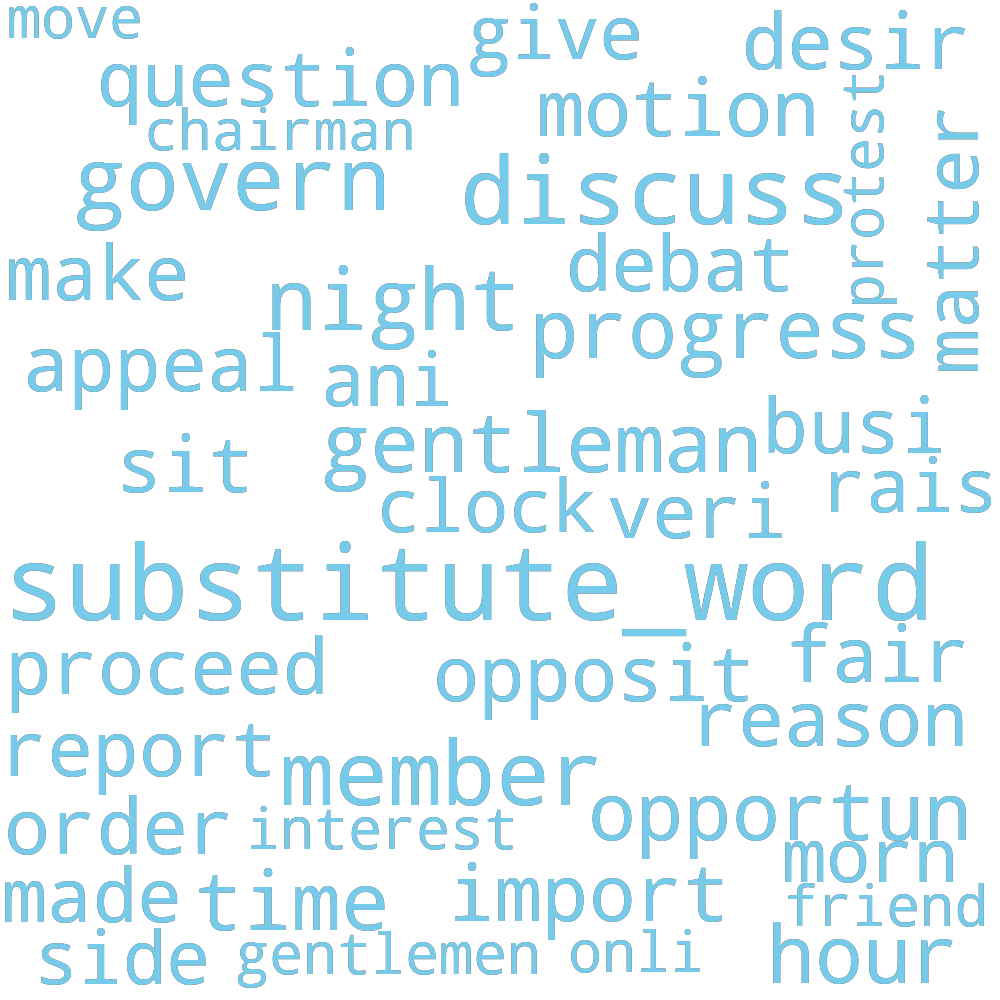 move
give
desir
question
motion
protest
chairman
matter
govern
discuss
make
debat
night
progress
appeal
ani
gentleman
busi
sit
clock
veri
rais
substitute_word
proceed
opposit
fair
report
reason
member
order
interest
opportun
morn
made
time
import
friend
side
gentlemen
onli
hour